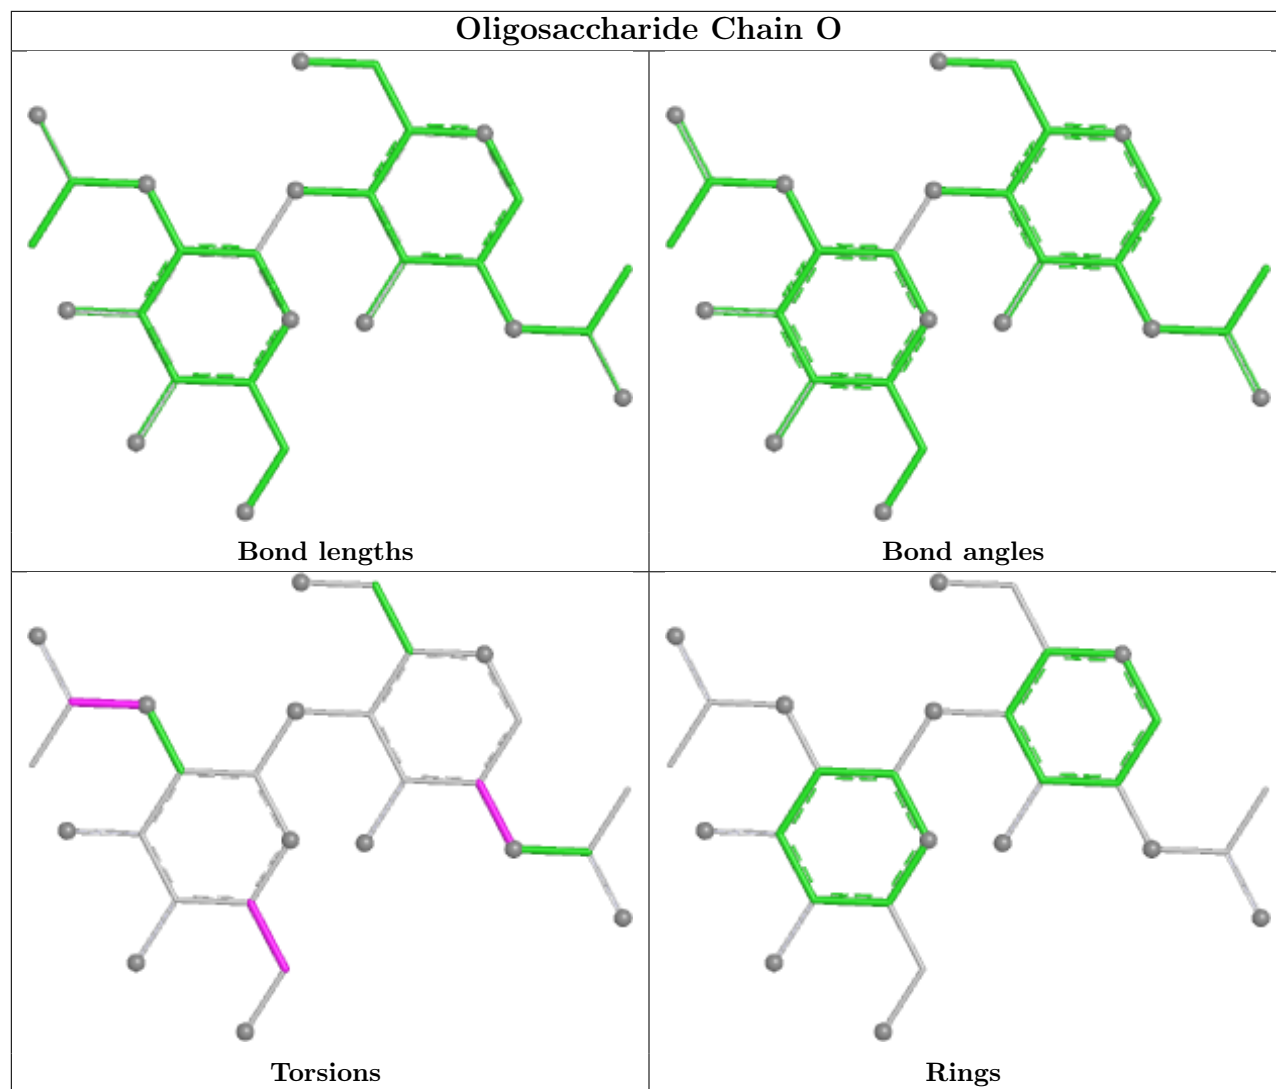 Oligosaccharide Chain O
Bond lengths
Bond angles
Torsions
Rings